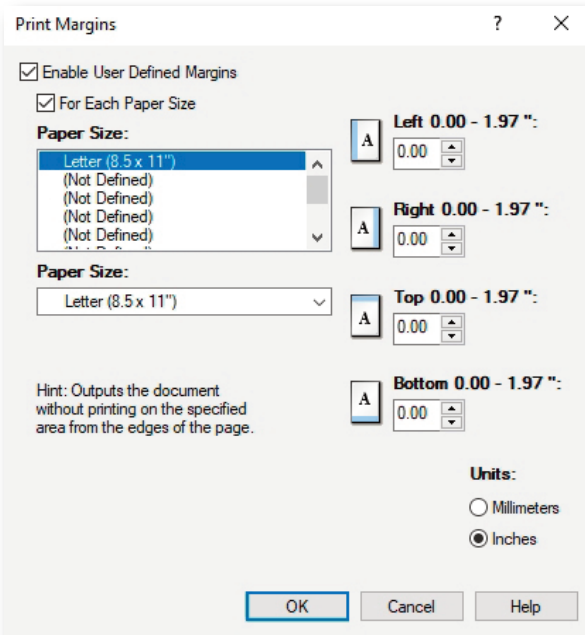 Print Margins
Enable User Defined Margins
For Each Paper Size
Paper Size:
Letter (8.5 x 11")
(Not Defined)
(Not Defined)
(Not Defined)
(Not Defined)
Paper Size:
Letter (8.5 x 11")
Hint: Outputs the document
without printing on the specified
area from the edges of the page.
A
Left 0.00 - 1.97 ":
0.00
A
Right 0.00 - 1.97 ":
0.00
A
Top 0.00 - 1.97 ":
0.00
A
Bottom 0.00 - 1.97 ":
0.00
Units:
Millimeters
Inches
OK
Cancel
Help